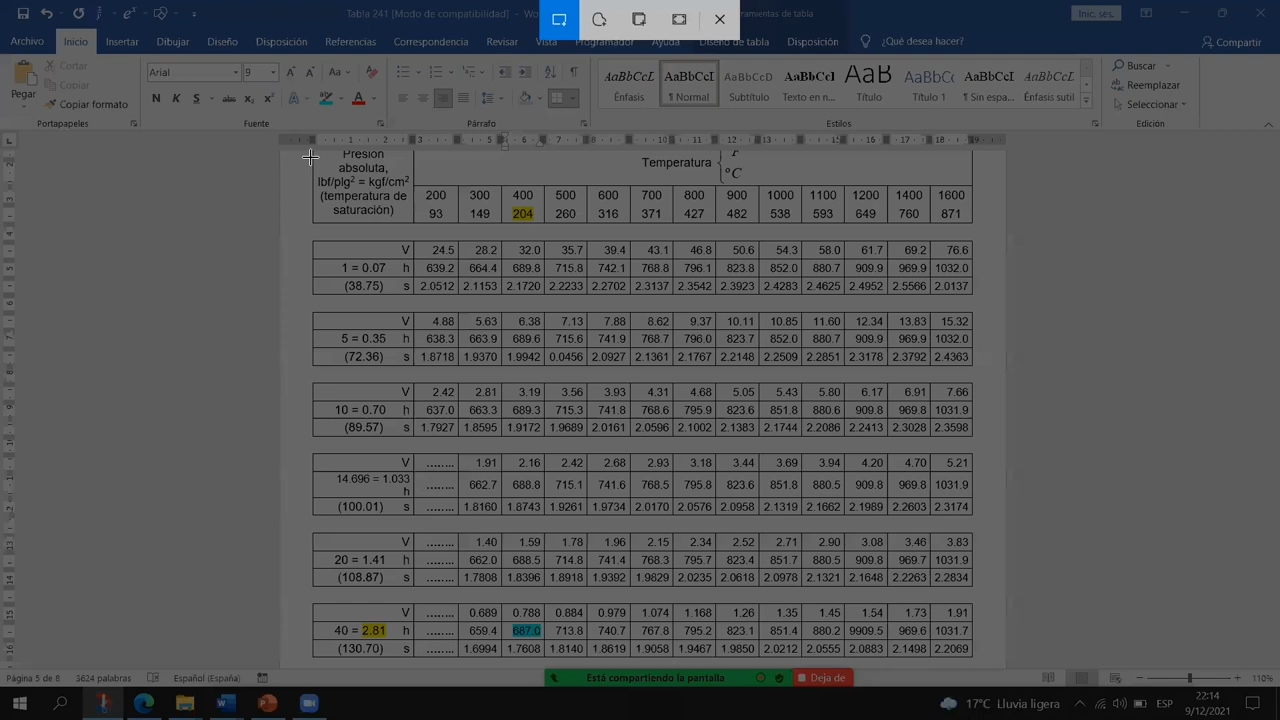 Tabla 241 [Modo de compatibilidad] - Wo
rramientas de tabla
Inic. ses.
Archivo Inicio Insertar Dibujar Diseño Disposición Referencias Correspondencia Revisar Vista Programador Ayuda Diseño de tabla Disposición ¿Qué desea hacer? Compartir
Pegar
Cortar
Copiar
Copiar formato
Arial 9
N K S
AaBbCcL AaBbCcI AaBbCcD AaBbCcI AaB AaBbC AaBbCcI AaBbCcL
Énfasis ¶ Normal Subtítulo Texto en n... Título Título 1 ¶ Sin espa... Énfasis sutil
Buscar
Reemplazar
Seleccionar
Portapapeles Fuente Párrafo Estilos Edición
Presión absoluta, lbf/plg² = kgf/cm² (temperatura de saturación)
Temperatura { F ºC
200 300 400 500 600 700 800 900 1000 1100 1200 1400 1600
93 149 204 260 316 371 427 482 538 593 649 760 871
V 24.5 28.2 32.0 35.7 39.4 43.1 46.8 50.6 54.3 58.0 61.7 69.2 76.6
1 = 0.07 h 639.2 664.4 689.8 715.8 742.1 768.8 796.1 823.8 852.0 880.7 909.9 969.9 1032.0
(38.75) s 2.0512 2.1153 2.1720 2.2233 2.2702 2.3137 2.3542 2.3923 2.4283 2.4625 2.4952 2.5566 2.0137
V 4.88 5.63 6.38 7.13 7.88 8.62 9.37 10.11 10.85 11.60 12.34 13.83 15.32
5 = 0.35 h 638.3 663.9 689.6 715.6 741.9 768.7 796.0 823.7 852.0 880.7 909.9 969.9 1032.0
(72.36) s 1.8718 1.9370 1.9942 0.0456 2.0927 2.1361 2.1767 2.2148 2.2509 2.2851 2.3178 2.3792 2.4363
V 2.42 2.81 3.19 3.56 3.93 4.31 4.68 5.05 5.43 5.80 6.17 6.91 7.66
10 = 0.70 h 637.0 663.3 689.3 715.3 741.8 768.6 795.9 823.6 851.8 880.6 909.8 969.8 1031.9
(89.57) s 1.7927 1.8595 1.9172 1.9689 2.0161 2.0596 2.1002 2.1383 2.1744 2.2086 2.2413 2.3028 2.3598
V ........ 1.91 2.16 2.42 2.68 2.93 3.18 3.44 3.69 3.94 4.20 4.70 5.21
14.696 = 1.033 h ........ 662.7 688.8 715.1 741.6 768.5 795.8 823.6 851.8 880.5 909.8 969.8 1031.9
(100.01) s ........ 1.8160 1.8743 1.9261 1.9734 2.0170 2.0576 2.0958 2.1319 2.1662 2.1989 2.2603 2.3174
V ........ 1.40 1.59 1.78 1.96 2.15 2.34 2.52 2.71 2.90 3.08 3.46 3.83
20 = 1.41 h ........ 662.0 688.5 714.8 741.4 768.3 795.7 823.4 851.7 880.5 909.8 969.7 1031.9
(108.87) s ........ 1.7808 1.8396 1.8918 1.9392 1.9829 2.0235 2.0618 2.0978 2.1321 2.1648 2.2263 2.2834
V ........ 0.689 0.788 0.884 0.979 1.074 1.168 1.26 1.35 1.45 1.54 1.73 1.91
40 = 2.81 h ........ 659.4 687.0 713.8 740.7 767.8 795.2 823.1 851.4 880.2 9909.5 969.6 1031.7
(130.70) s ........ 1.6994 1.7608 1.8140 1.8619 1.9058 1.9467 1.9850 2.0212 2.0555 2.0883 2.1498 2.2069
Página 5 de 8 3624 palabras Español (España) Está compartiendo la pantalla Deja de 110%
17°C Lluvia ligera ESP 22:14
9/12/2021